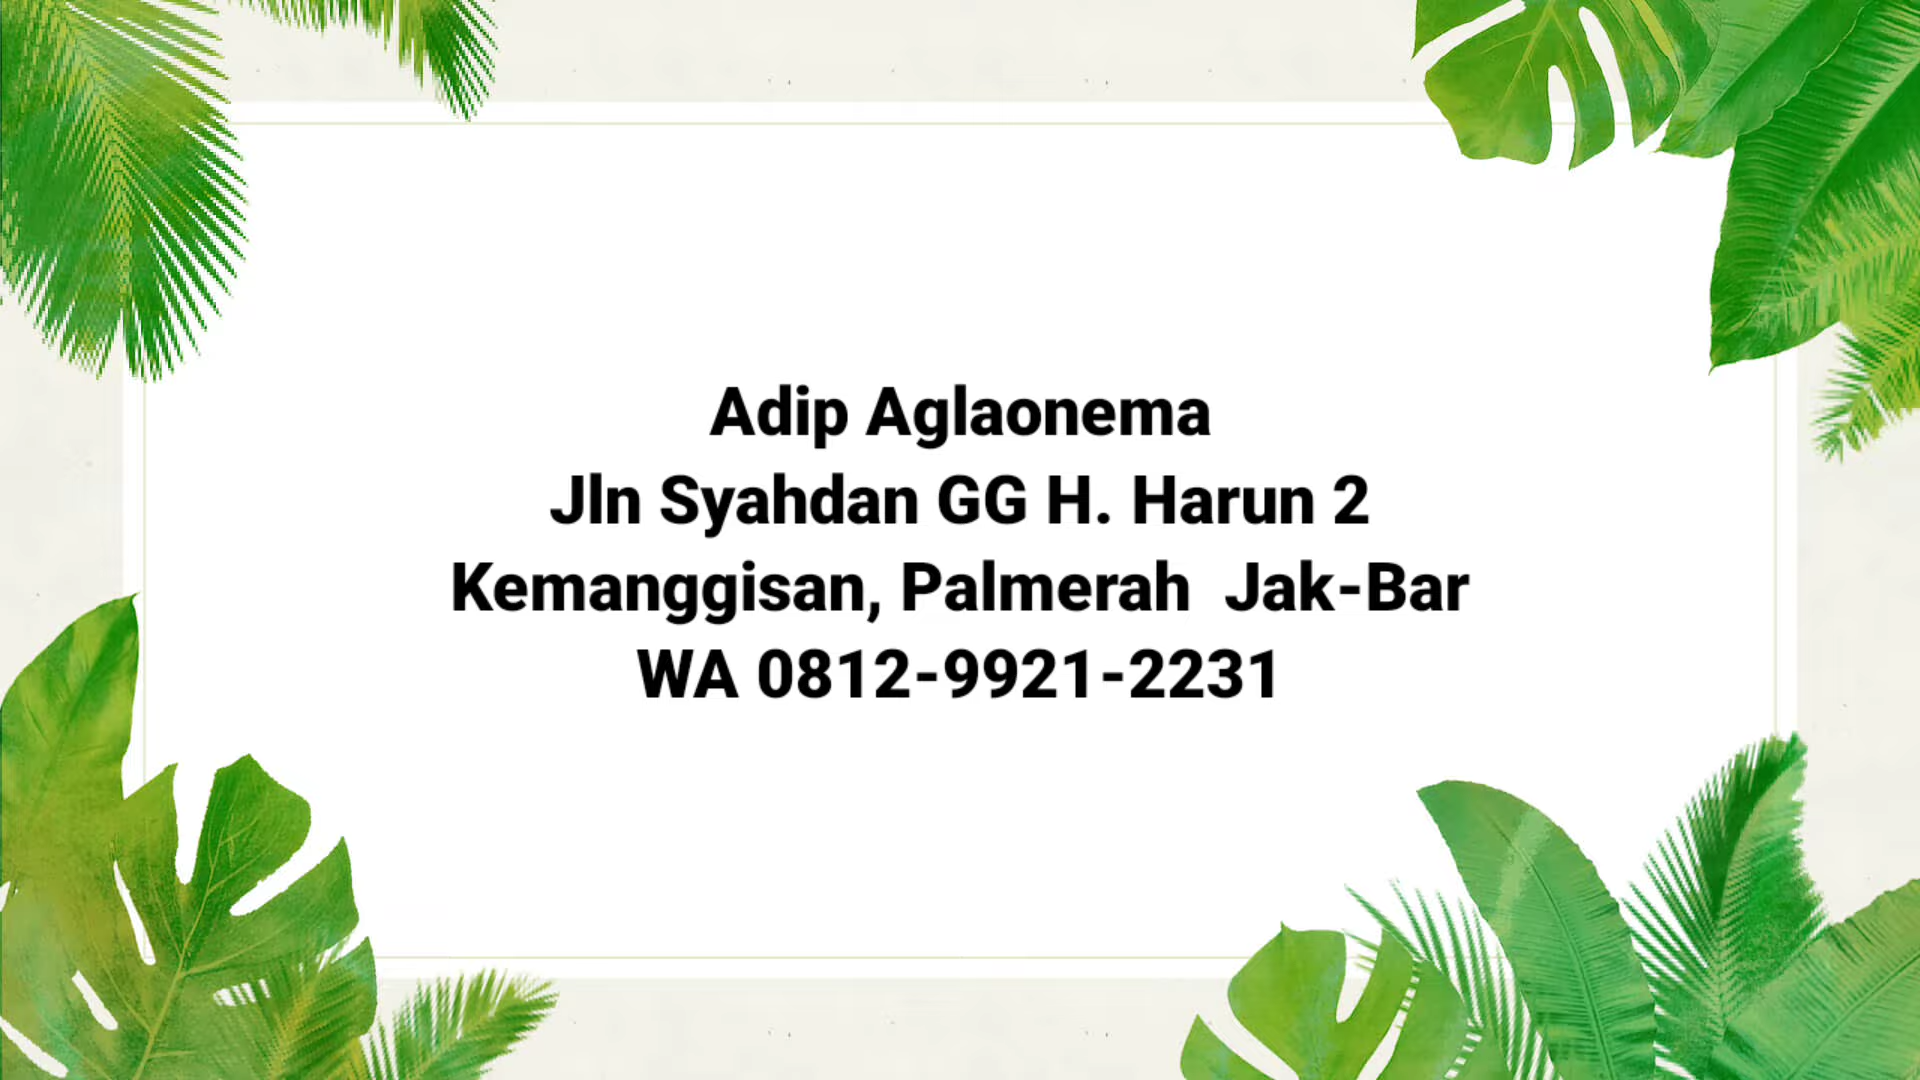 Adip Aglaonema
Jln Syahdan GG H. Harun 2
Kemanggisan, Palmerah Jak-Bar
WA 0812-9921-2231